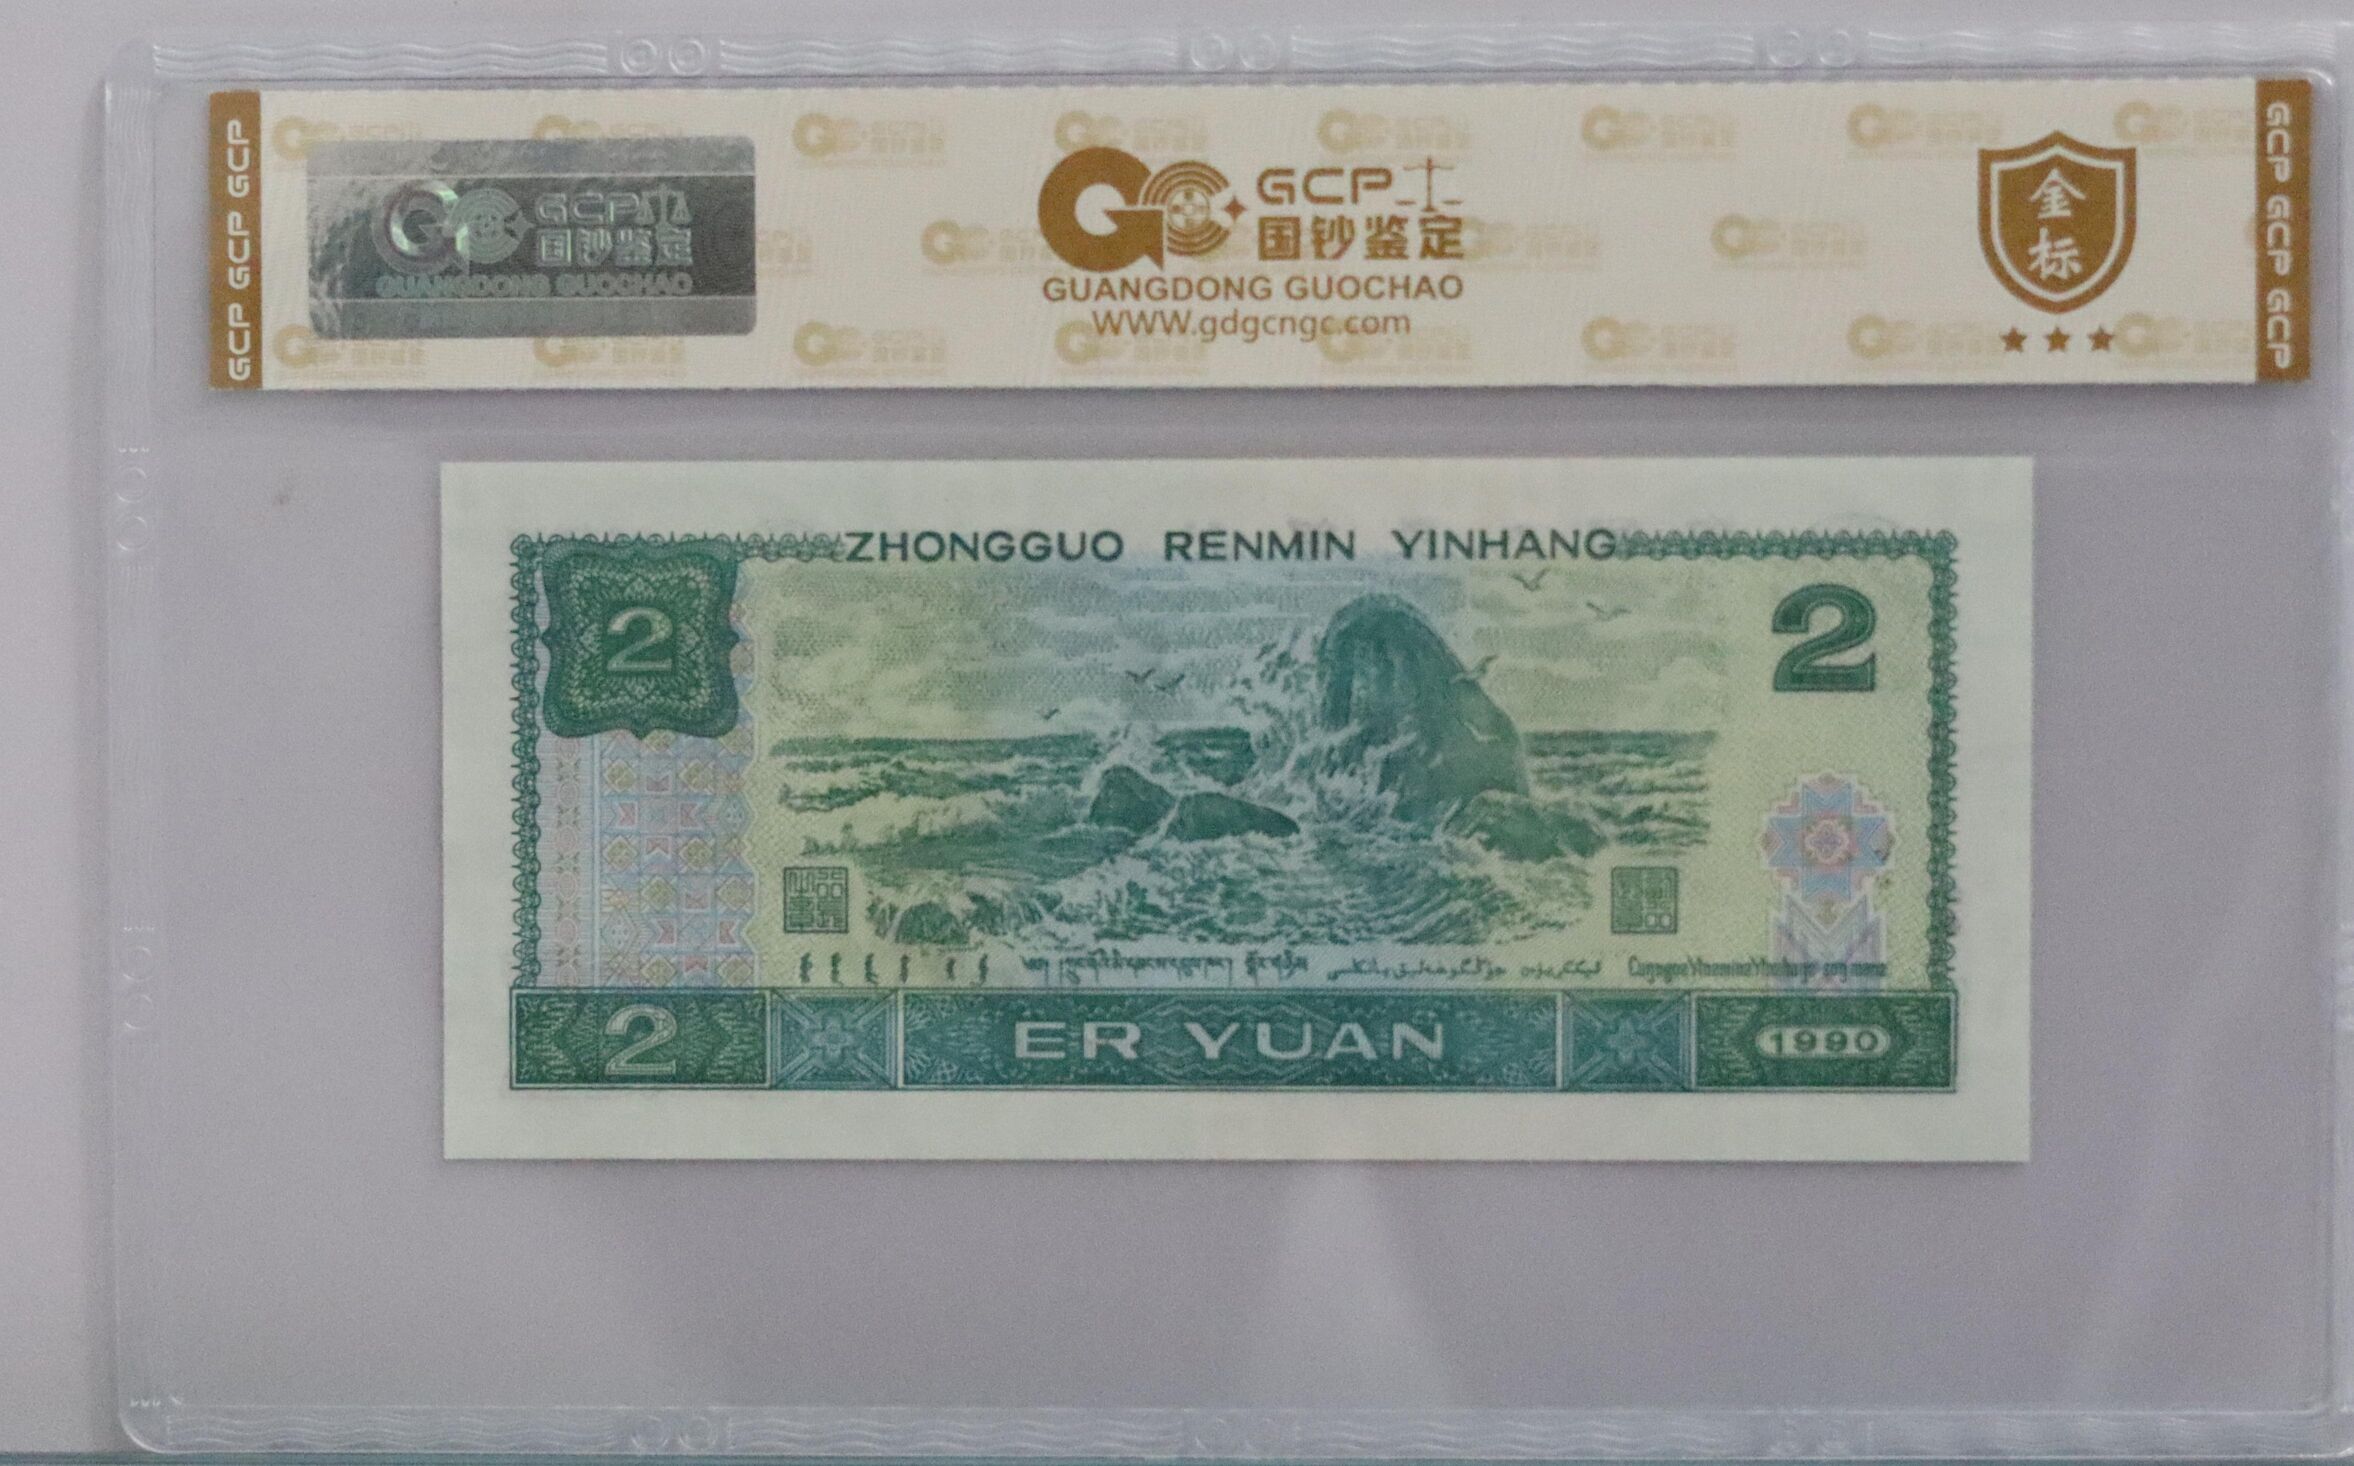 GCP GCP GCP
GCP
国钞鉴定
GUANGDONG GUOCHAO
GCP
国钞鉴定
GUANGDONG GUOCHAO
WWW.gdgcngc.com
金
标
GCP GCP GCP
ZHONGGUO RENMIN YINHANG
2
2
2
ER YUAN
1990